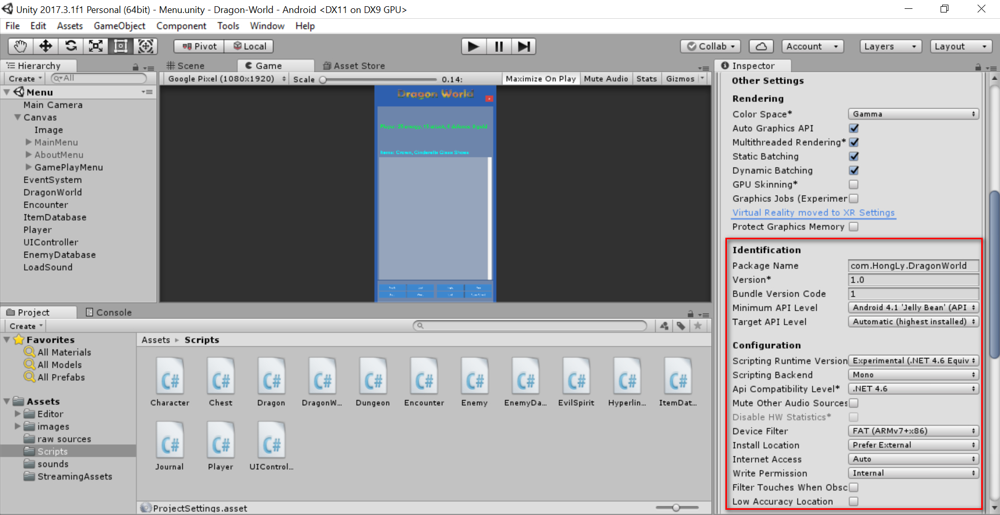 Unity 2017.3.1f1 Personal (64bit) - Menu.unity - Dragon-World - Android <DX11 on DX9 GPU>
File Edit Assets GameObject Component Tools Window Help
Pivot Local Collab Account Layers Layout
Hierarchy
Create All
Menu
Main Camera
Canvas
Image
MainMenu
AboutMenu
GamePlayMenu
EventSystem
DragonWorld
Encounter
ItemDatabase
Player
UIController
EnemyDatabase
LoadSound
Scene Game Asset Store
Google Pixel (1080x1920) Scale 0.14: Maximize On Play Mute Audio Stats Gizmos
Dragon World
Player: 25 energy, 15 attack, 6 defence, 0 gold
Items: Crown, Cinderella Glass Shoes
Inspector
Other Settings
Rendering
Color Space* Gamma
Auto Graphics API
Multithreaded Rendering*
Static Batching
Dynamic Batching
GPU Skinning*
Graphics Jobs (Experimer
Virtual Reality moved to XR Settings
Protect Graphics Memory
Identification
Package Name com.HongLy.DragonWorld
Version* 1.0
Bundle Version Code 1
Minimum API Level Android 4.1 'Jelly Bean' (API
Target API Level Automatic (highest installed)
Configuration
Scripting Runtime Version Experimental (.NET 4.6 Equiv
Scripting Backend Mono
Api Compatibility Level* .NET 4.6
Mute Other Audio Sources
Disable HW Statistics*
Device Filter FAT (ARMv7+x86)
Install Location Prefer External
Internet Access Auto
Write Permission Internal
Filter Touches When Obsc
Low Accuracy Location
Project Console
Create
Favorites
All Materials
All Models
All Prefabs
Assets
Editor
images
raw sources
Scripts
sounds
StreamingAssets
Assets Scripts
C# C# C# C# C# C# C# C# C# C# C#
Character Chest Dragon DragonW... Dungeon Encounter Enemy EnemyDa... EvilSpirit Hyperlin... ItemDat...
C# C# C#
Journal Player UIControl...
ProjectSettings.asset